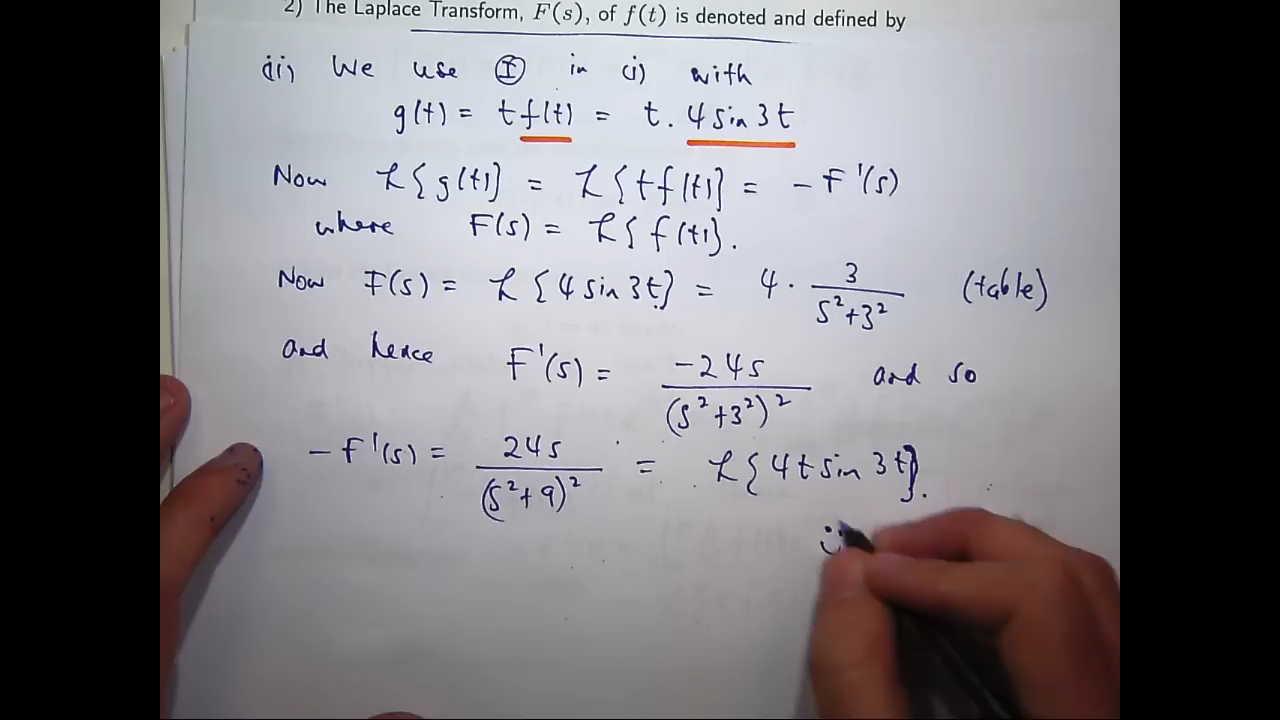 2) The Laplace Transform, F(s), of f(t) is denoted and defined by
(ii) We use Ⓘ in (i) with
g(t) = t f(t) = t. 4 sin 3t
Now ℒ{g(t)} = ℒ{t f(t)} = -F'(s)
where F(s) = ℒ{f(t)}.
Now F(s) = ℒ{4 sin 3t} = 4 · 3/(s²+3²) (table)
and hence F'(s) = -24s/(s²+3²)² and so
-F'(s) = 24s/(s²+9)² = ℒ{4t sin 3t}.